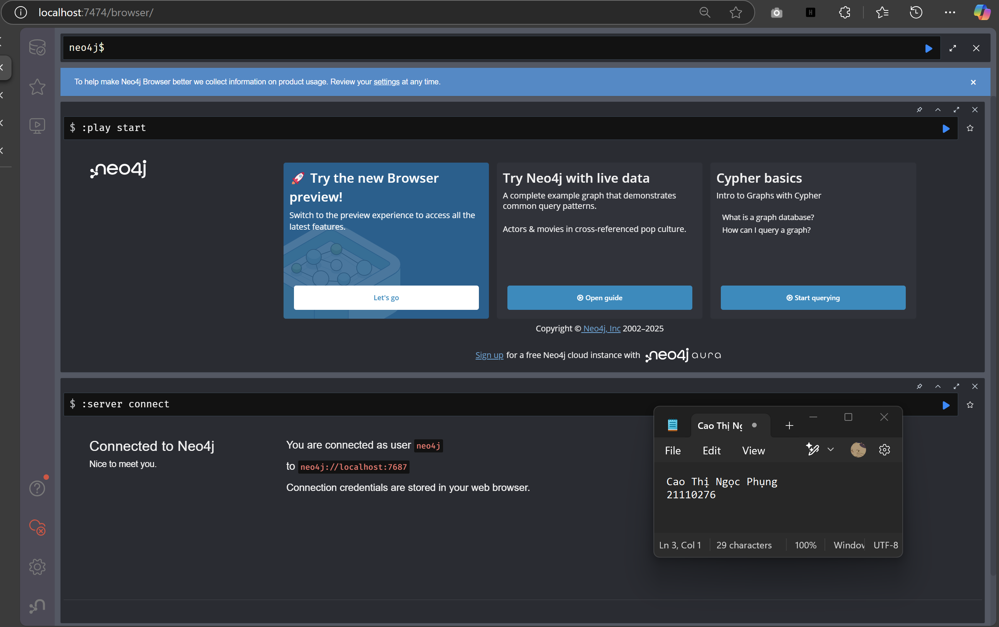 localhost:7474/browser/
neo4j$
To help make Neo4j Browser better we collect information on product usage. Review your settings at any time.
$ :play start
neo4j
🚀 Try the new Browser
preview!
Switch to the preview experience to access all the
latest features.
Let's go
Try Neo4j with live data
A complete example graph that demonstrates
common query patterns.
Actors & movies in cross-referenced pop culture.
Open guide
Cypher basics
Intro to Graphs with Cypher
What is a graph database?
How can I query a graph?
Start querying
Copyright © Neo4j, Inc 2002–2025
Sign up for a free Neo4j cloud instance with neo4j aura
$ :server connect
Connected to Neo4j
Nice to meet you.
You are connected as user neo4j
to neo4j://localhost:7687
Connection credentials are stored in your web browser.
Cao Thị Ng
File Edit View
Cao Thị Ngọc Phụng
21110276
Ln 3, Col 1 29 characters 100% Window UTF-8